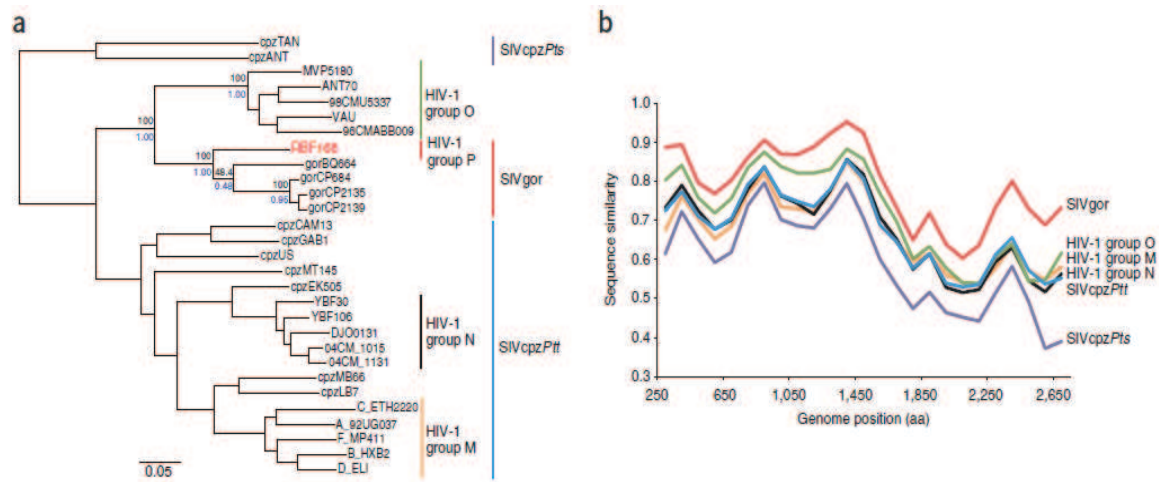 a
cpzTAN
cpzANT
SIVcpzPts
MVP5180
100
1.00
ANT70
98CMU5337
VAU
96CMABB009
HIV-1
group O
100
1.00
HIV-1
group P
100
1.00
gorBQ664
48.4
0.48
gorCP684
100
0.95
gorCP2135
gorCP2139
SIVgor
cpzCAM13
cpzGAB1
cpzUS
cpzMT145
cpzEK505
YBF30
YBF106
DJO0131
04CM_1015
04CM_1131
HIV-1
group N
SIVcpzPtt
cpzMB66
cpzLB7
C_ETH2220
A_92UG037
F_MP411
B_HXB2
D_ELI
HIV-1
group M
0.05
b
Sequence similarity
1.0
0.9
0.8
0.7
0.6
0.5
0.4
0.3
250 650 1,050 1,450 1,850 2,250 2,650
Genome position (aa)
SIVgor
HIV-1 group O
HIV-1 group M
HIV-1 group N
SIVcpzPtt
SIVcpzPts